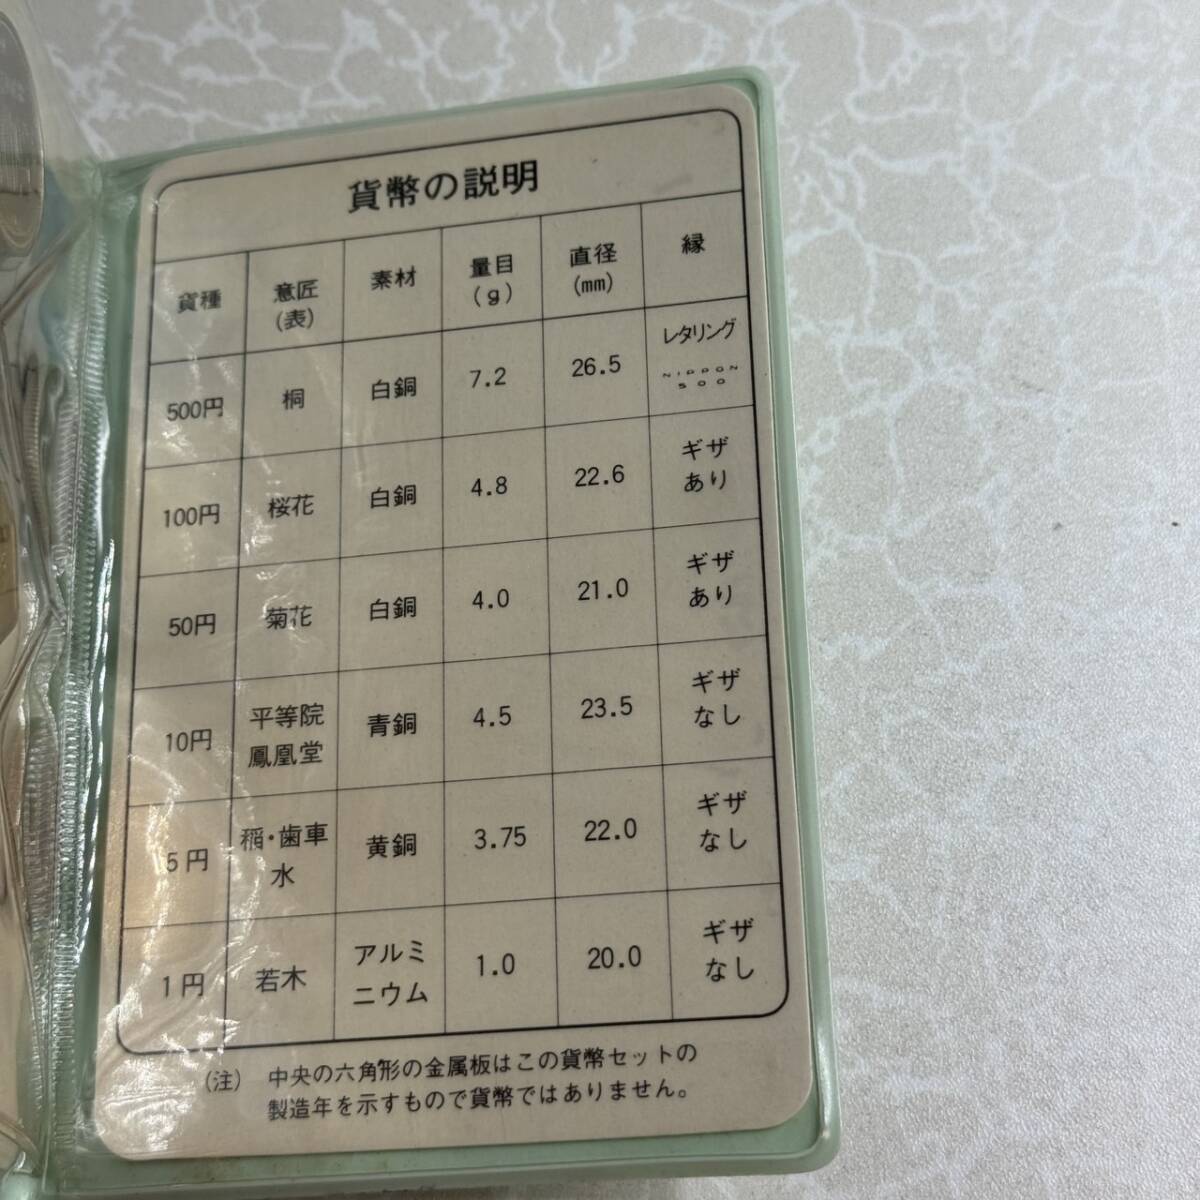 貨幣の説明
貨種 意匠(表) 素材 量目(g) 直径(mm) 縁
500円 桐 白銅 7.2 26.5 レタリング NIPPON 500
100円 桜花 白銅 4.8 22.6 ギザあり
50円 菊花 白銅 4.0 21.0 ギザあり
10円 平等院鳳凰堂 青銅 4.5 23.5 ギザなし
5円 稲・歯車水 黄銅 3.75 22.0 ギザなし
1円 若木 アルミニウム 1.0 20.0 ギザなし
(注) 中央の六角形の金属板はこの貨幣セットの
製造年を示すもので貨幣ではありません。